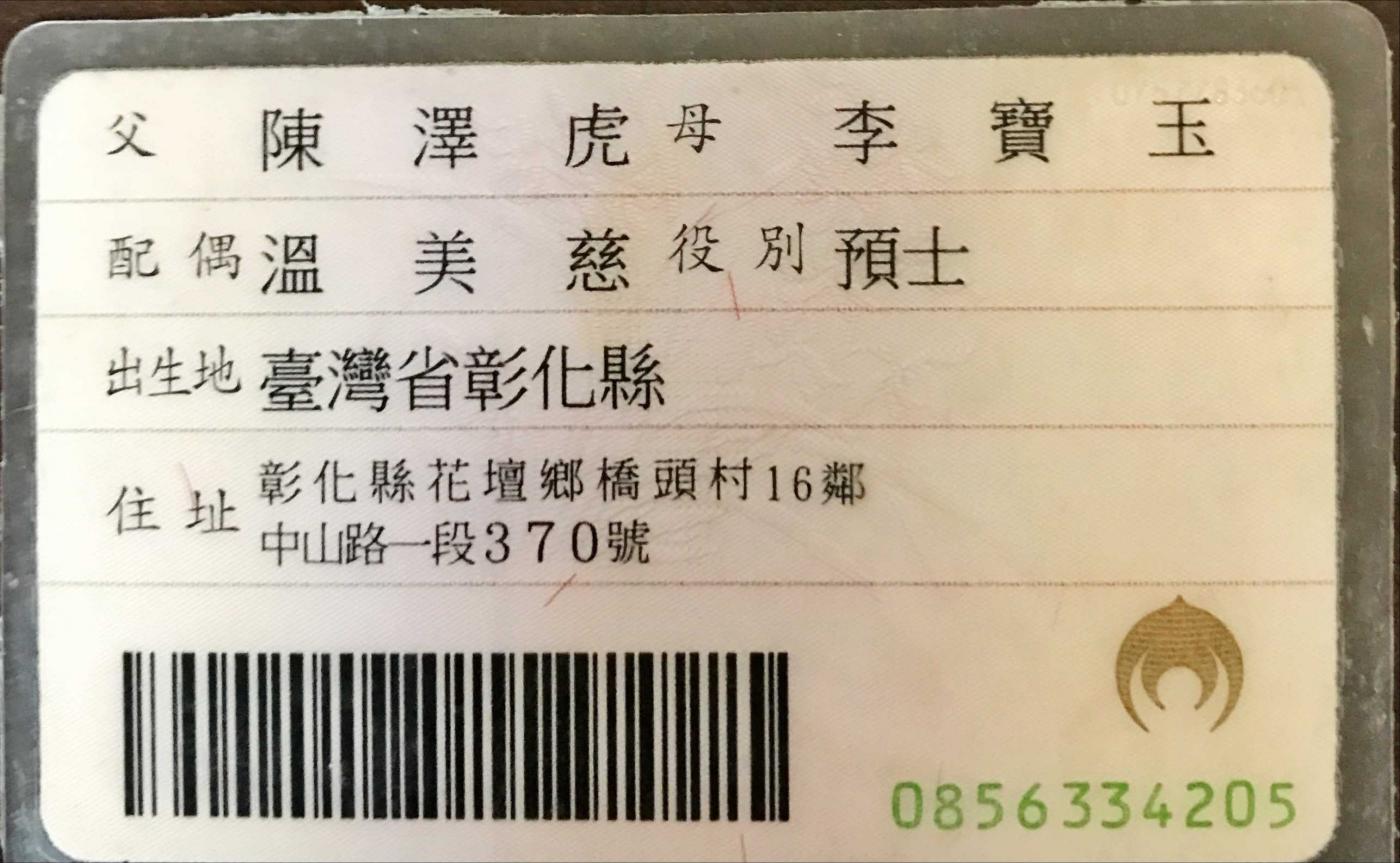 父 陳澤虎 母 李寶玉
配偶 溫美慈 役別 預士
出生地 臺灣省彰化縣
住址 彰化縣花壇鄉橋頭村16鄰
中山路一段370號
0856334205